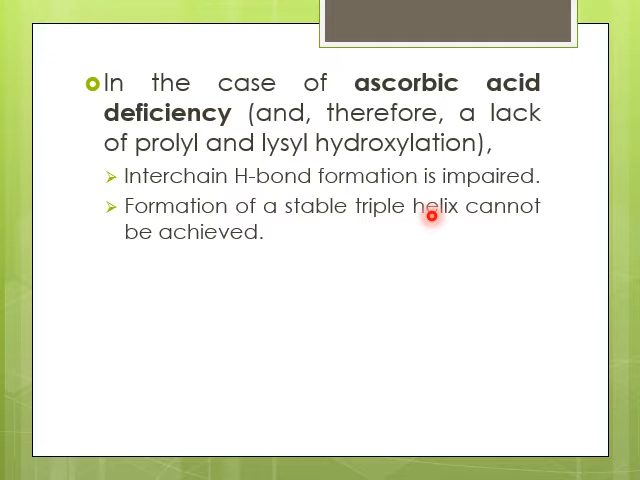 In the case of ascorbic acid
deficiency (and, therefore, a lack
of prolyl and lysyl hydroxylation),
Interchain H-bond formation is impaired.
Formation of a stable triple helix cannot
be achieved.